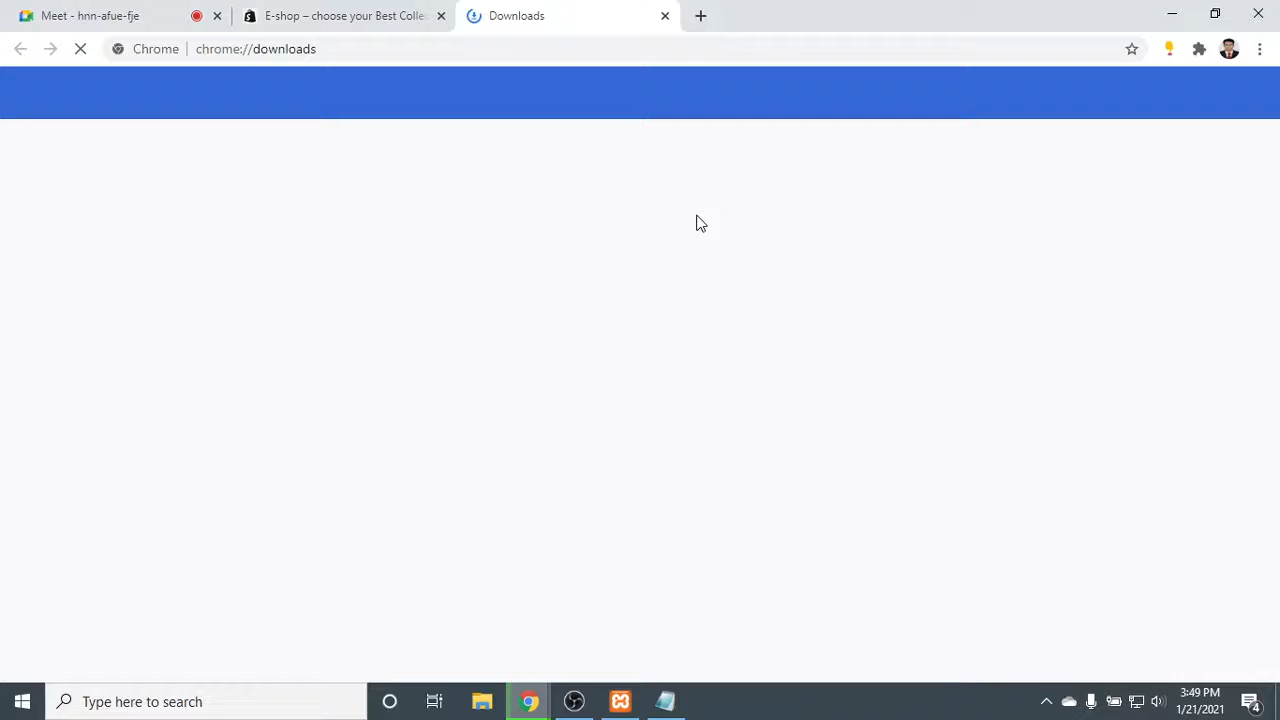 Meet - hnn-afue-fje
E-shop – choose your Best Colle
Downloads
Chrome
chrome://downloads
Type here to search
3:49 PM
1/21/2021
4